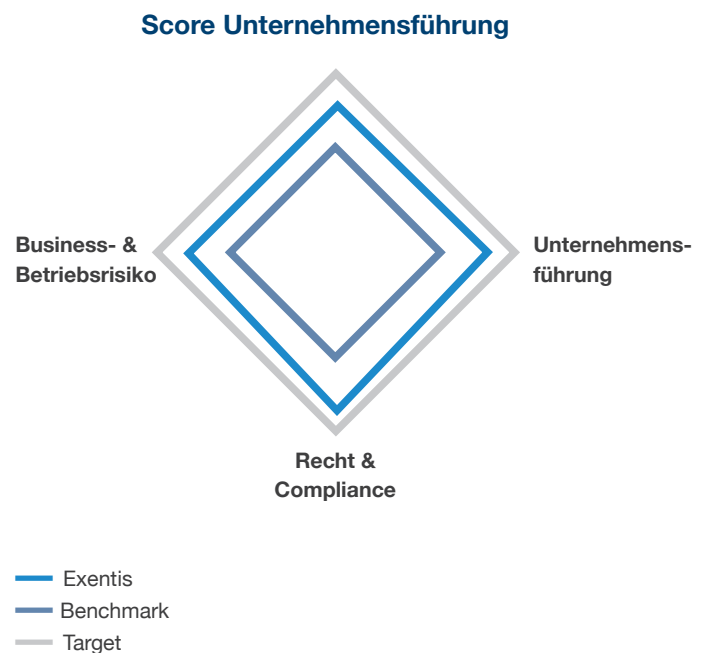 Score Unternehmensführung
Business- &
Betriebsrisiko
Unternehmens-
führung
Recht &
Compliance
Exentis
Benchmark
Target